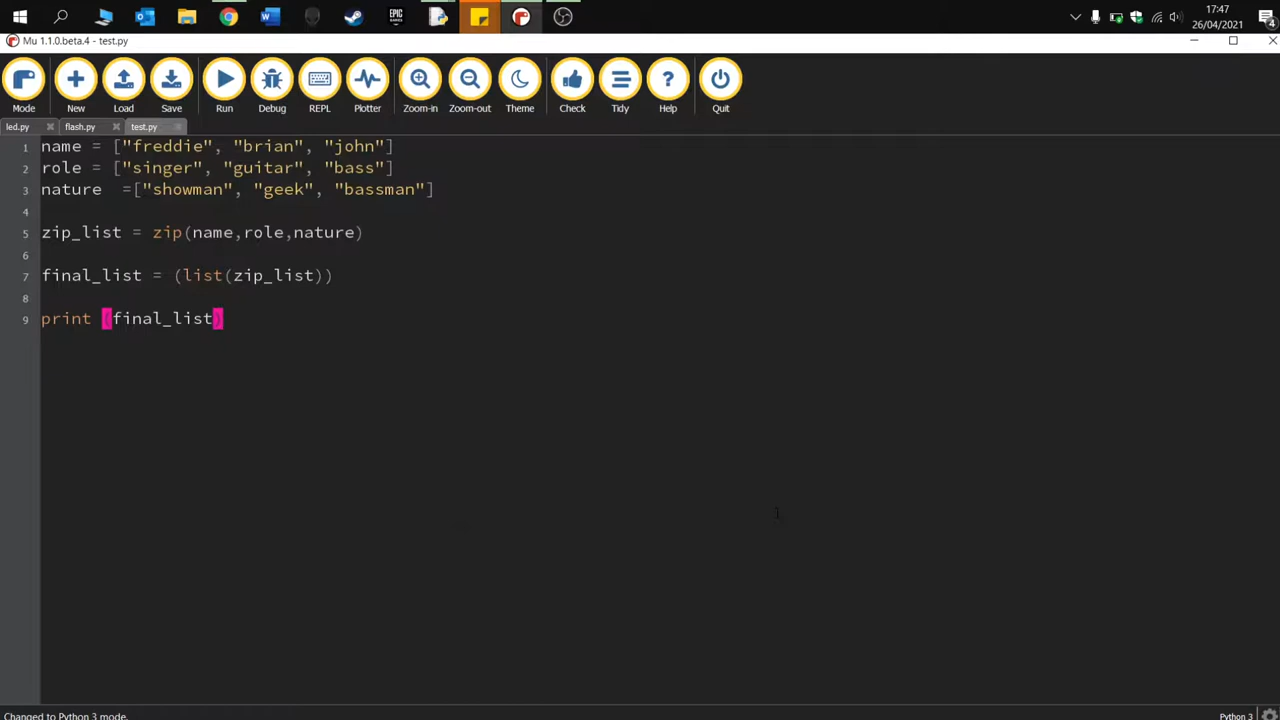 17:47
26/04/2021
EPIC GAMES
4
Mu 1.1.0.beta.4 - test.py
Mode New Load Save Run Debug REPL Plotter Zoom-in Zoom-out Theme Check Tidy Help Quit
led.py flash.py test.py
1 name = ["freddie", "brian", "john"]
2 role = ["singer", "guitar", "bass"]
3 nature  =["showman", "geek", "bassman"]
4
5 zip_list = zip(name,role,nature)
6
7 final_list = (list(zip_list))
8
9 print (final_list)
Changed to Python 3 mode.
Python 3